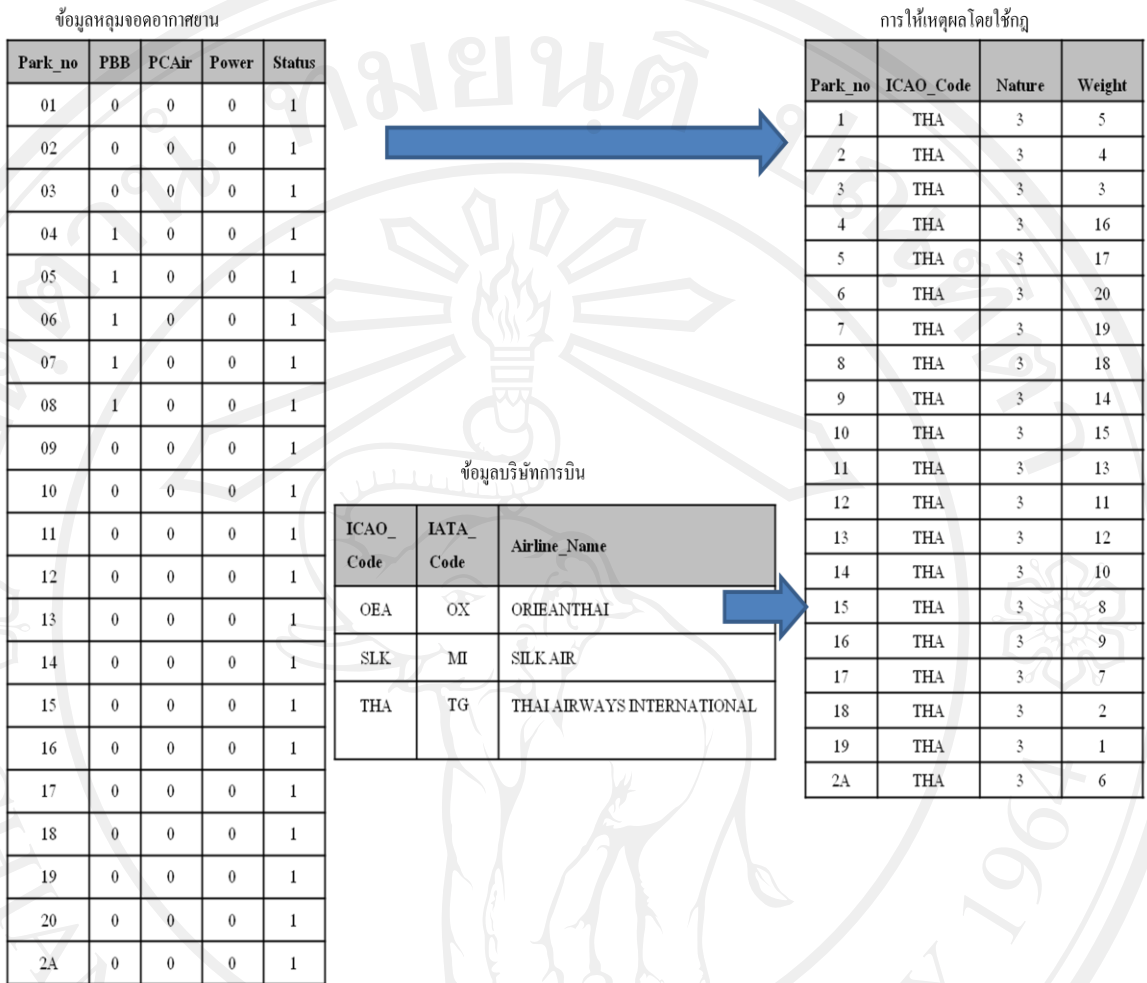 ข้อมูลหลุมจอดอากาศยาน
Park_no PBB PCAir Power Status
01 0 0 0 1
02 0 0 0 1
03 0 0 0 1
04 1 0 0 1
05 1 0 0 1
06 1 0 0 1
07 1 0 0 1
08 1 0 0 1
09 0 0 0 1
10 0 0 0 1
11 0 0 0 1
12 0 0 0 1
13 0 0 0 1
14 0 0 0 1
15 0 0 0 1
16 0 0 0 1
17 0 0 0 1
18 0 0 0 1
19 0 0 0 1
20 0 0 0 1
2A 0 0 0 1
ข้อมูลบริษัทการบิน
ICAO_ IATA_ Airline_Name
Code Code
OEA OX ORIEANTHAI
SLK MI SILK AIR
THA TG THAI AIRWAYS INTERNATIONAL
การให้เหตุผลโดยใช้กฎ
Park_no ICAO_Code Nature Weight
1 THA 3 5
2 THA 3 4
3 THA 3 3
4 THA 3 16
5 THA 3 17
6 THA 3 20
7 THA 3 19
8 THA 3 18
9 THA 3 14
10 THA 3 15
11 THA 3 13
12 THA 3 11
13 THA 3 12
14 THA 3 10
15 THA 3 8
16 THA 3 9
17 THA 3 7
18 THA 3 2
19 THA 3 1
2A THA 3 6
1964